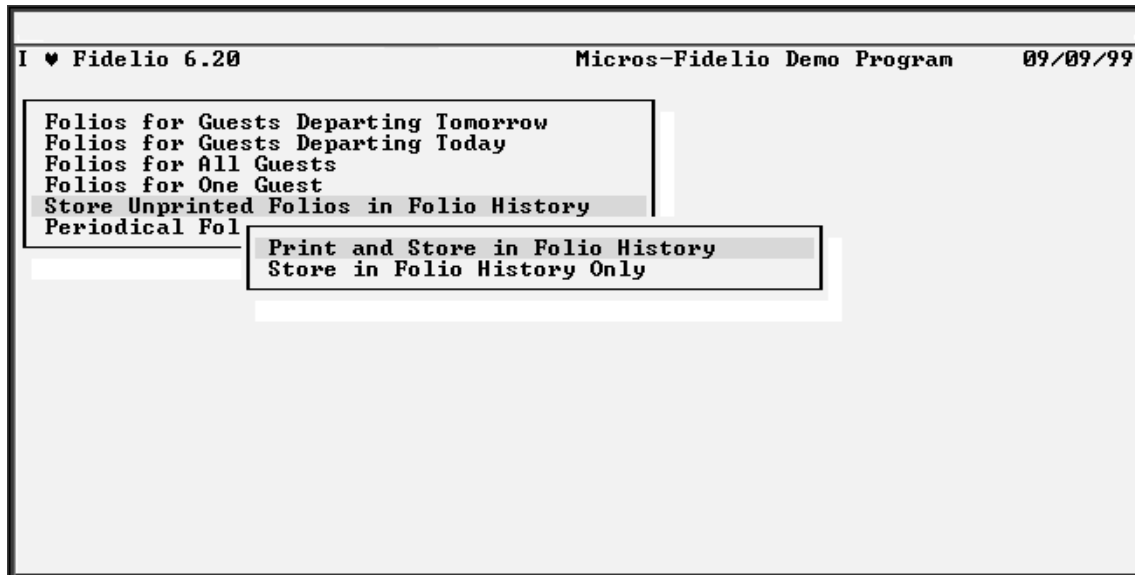 I ♥ Fidelio 6.20 Micros-Fidelio Demo Program 09/09/99
Folios for Guests Departing Tomorrow
Folios for Guests Departing Today
Folios for All Guests
Folios for One Guest
Store Unprinted Folios in Folio History
Periodical Fol
Print and Store in Folio History
Store in Folio History Only